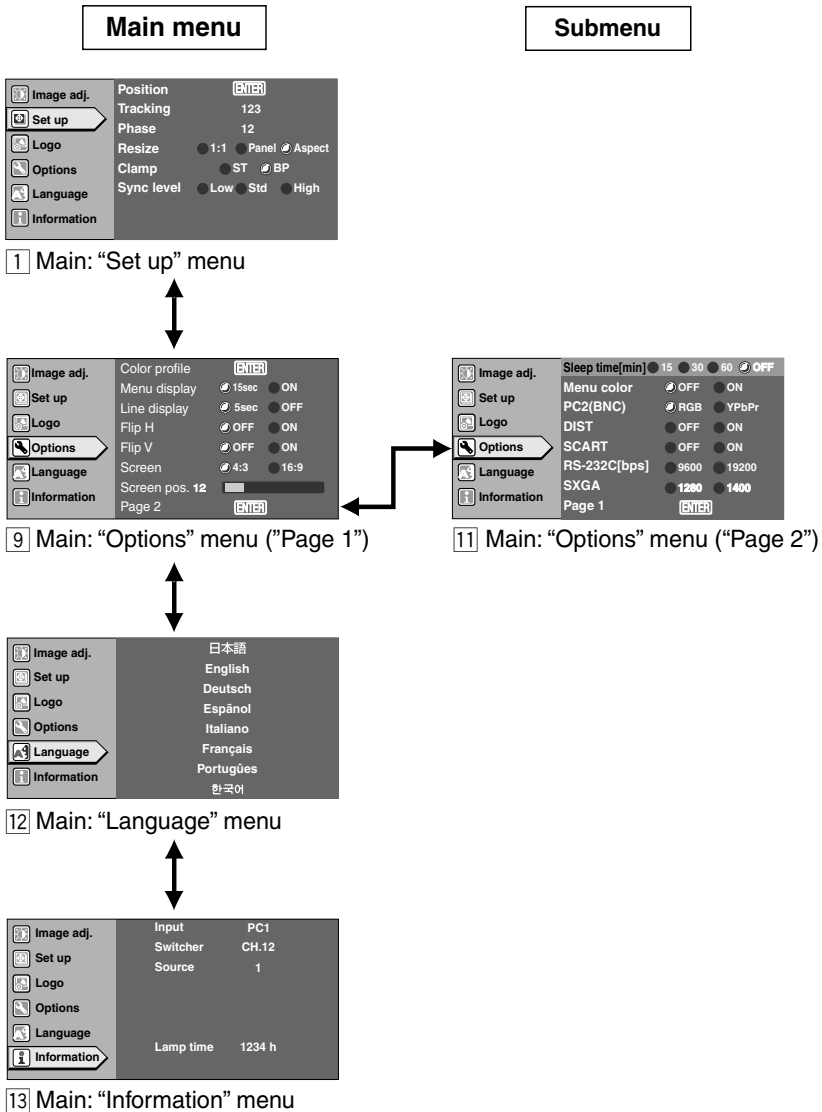 Main menu
Submenu
Image adj.
Set up
Logo
Options
Language
Information
Position ENTER
Tracking 123
Phase 12
Resize 1:1 Panel Aspect
Clamp ST BP
Sync level Low Std High
1 Main: “Set up” menu
Image adj.
Set up
Logo
Options
Language
Information
Color profile ENTER
Menu display 15sec ON
Line display 5sec OFF
Flip H OFF ON
Flip V OFF ON
Screen 4:3 16:9
Screen pos. 12
Page 2 ENTER
9 Main: “Options” menu (”Page 1”)
Image adj.
Set up
Logo
Options
Language
Information
Sleep time[min] 15 30 60 OFF
Menu color OFF ON
PC2(BNC) RGB YPbPr
DIST OFF ON
SCART OFF ON
RS-232C[bps] 9600 19200
SXGA 1280 1400
Page 1 ENTER
11 Main: “Options” menu (“Page 2”)
Image adj.
Set up
Logo
Options
Language
Information
日本語
English
Deutsch
Espãnol
Italiano
Français
Portugûes
한국어
12 Main: “Language” menu
Image adj.
Set up
Logo
Options
Language
Information
Input PC1
Switcher CH.12
Source 1
Lamp time 1234 h
13 Main: “Information” menu